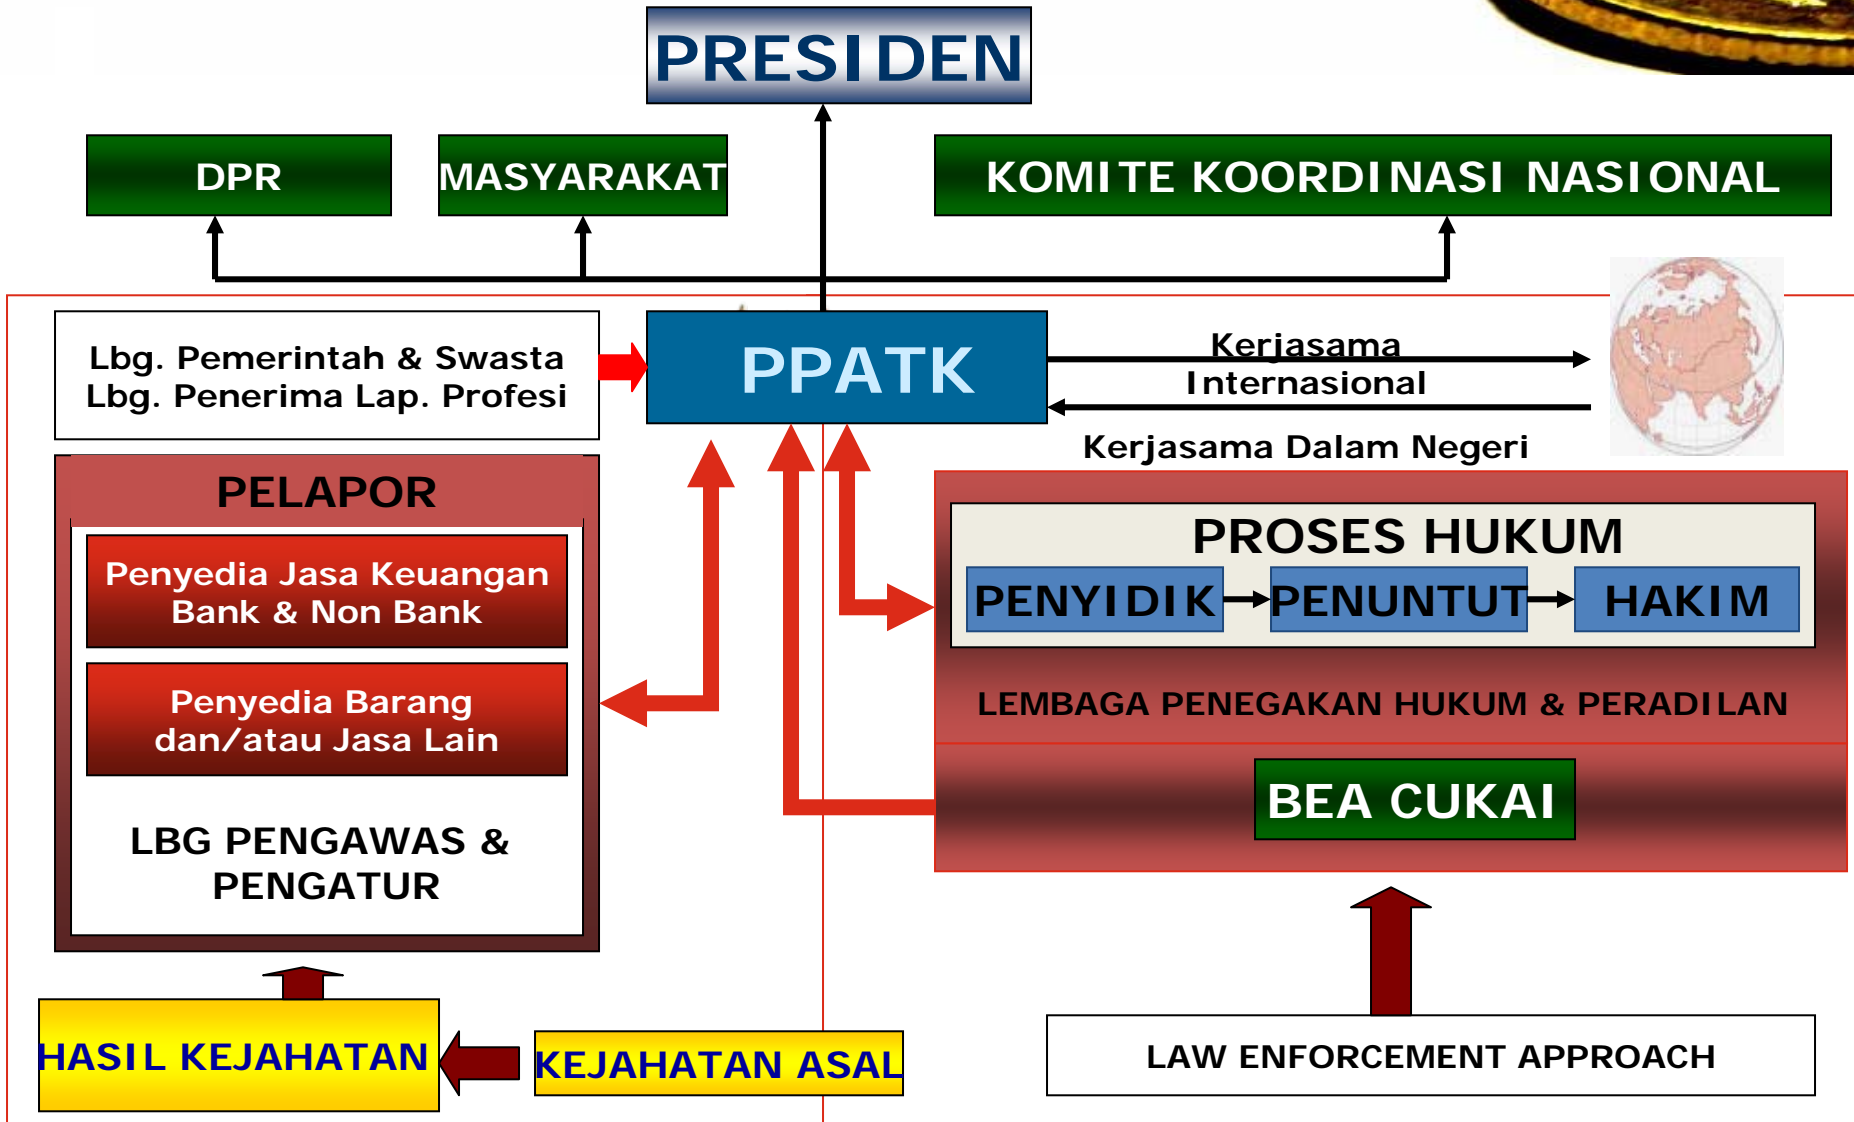 PRESIDEN
DPR
MASYARAKAT
KOMITE KOORDINASI NASIONAL
Lbg. Pemerintah & Swasta
Lbg. Penerima Lap. Profesi
PPATK
Kerjasama
Internasional
Kerjasama Dalam Negeri
PELAPOR
Penyedia Jasa Keuangan
Bank & Non Bank
Penyedia Barang
dan/atau Jasa Lain
LBG PENGAWAS &
PENGATUR
PROSES HUKUM
PENYIDIK
PENUNTUT
HAKIM
LEMBAGA PENEGAKAN HUKUM & PERADILAN
BEA CUKAI
HASIL KEJAHATAN
KEJAHATAN ASAL
LAW ENFORCEMENT APPROACH